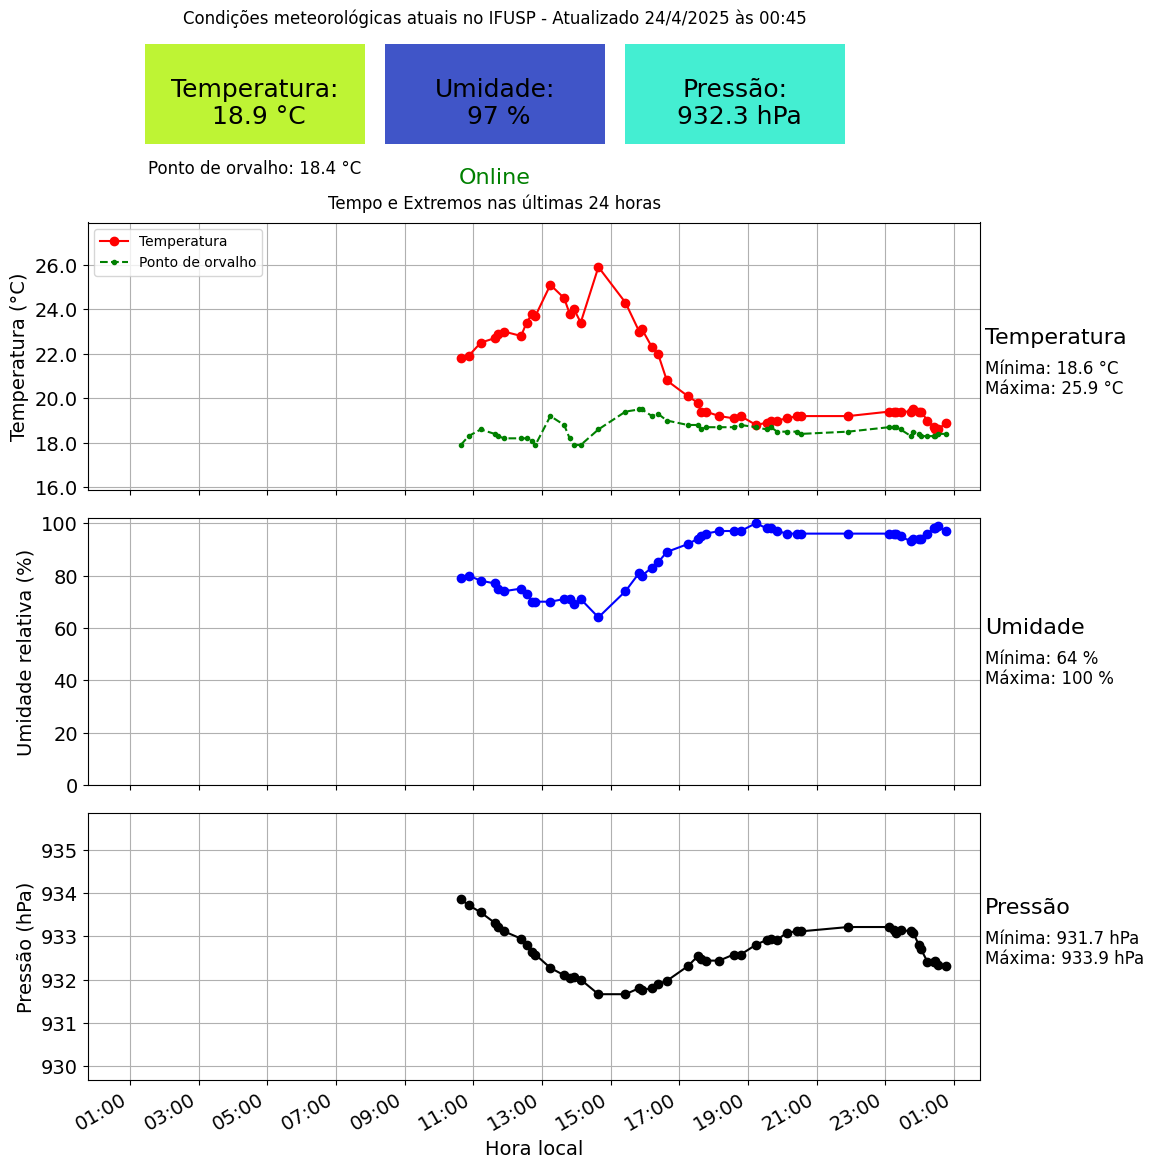 Condições meteorológicas atuais no IFUSP - Atualizado 24/4/2025 às 00:45
Temperatura:
18.9 °C
Umidade:
97 %
Pressão:
932.3 hPa
Ponto de orvalho: 18.4 °C
Online
Tempo e Extremos nas últimas 24 horas
Temperatura
Ponto de orvalho
Temperatura (°C)
26.0
24.0
22.0
20.0
18.0
16.0
Temperatura
Mínima: 18.6 °C
Máxima: 25.9 °C
Umidade relativa (%)
100
80
60
40
20
0
Umidade
Mínima: 64 %
Máxima: 100 %
Pressão (hPa)
935
934
933
932
931
930
Pressão
Mínima: 931.7 hPa
Máxima: 933.9 hPa
01:00 03:00 05:00 07:00 09:00 11:00 13:00 15:00 17:00 19:00 21:00 23:00 01:00
Hora local